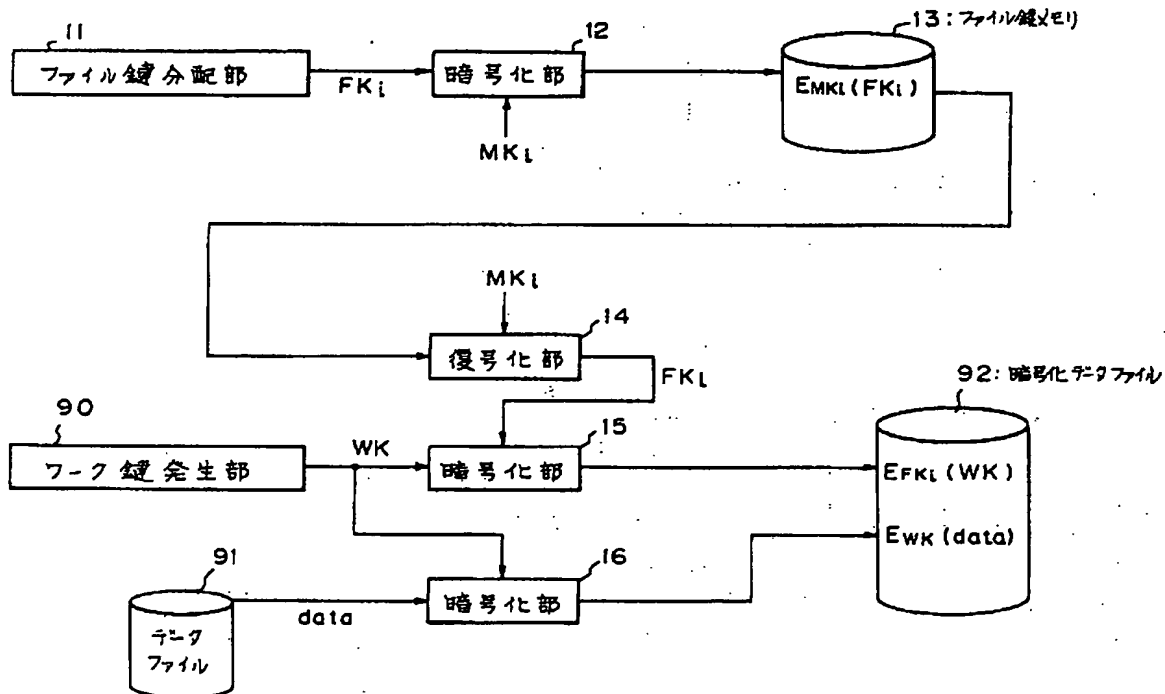 11
ファイル鍵分配部
FKi
12
暗号化部
MKi
13:ファイル鍵メモリ
EMKi(FKi)
MKi
14
復号化部
FKi
90
ワーク鍵発生部
WK
15
暗号化部
92:暗号化データファイル
EFKi(WK)
EWK(data)
91
データ
ファイル
data
16
暗号化部